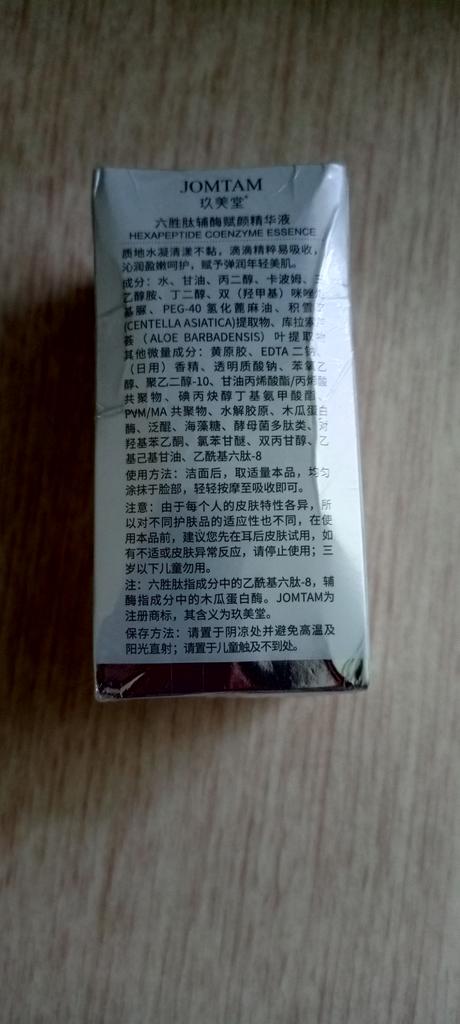 JOMTAM
玖美堂®
六胜肽辅酶赋颜精华液
HEXAPEPTIDE COENZYME ESSENCE
质地水凝清漾不黏，滴滴精粹易吸收，
沁润盈嫩呵护，赋予弹润年轻美肌。
成分：水、甘油、丙二醇、卡波姆、三
乙醇胺、丁二醇、双（羟甲基）咪唑烷
基脲、PEG-40 氢化蓖麻油、积雪草
(CENTELLA ASIATICA)提取物、库拉索芦
荟（ALOE BARBADENSIS）叶提取物
其他微量成分：黄原胶、EDTA 二钠、
（日用）香精、透明质酸钠、苯氧乙
醇、聚乙二醇-10、甘油丙烯酸酯/丙烯酸
共聚物、碘丙炔醇丁基氨甲酸酯、
PVM/MA 共聚物、水解胶原、木瓜蛋白
酶、泛醌、海藻糖、酵母菌多肽类、对
羟基苯乙酮、氯苯甘醚、双丙甘醇、乙
基己基甘油、乙酰基六肽-8
使用方法：洁面后，取适量本品，均匀
涂抹于脸部，轻轻按摩至吸收即可。
注意：由于每个人的皮肤特性各异，所
以对不同护肤品的适应性也不同，在使
用本品前，建议您先在耳后皮肤试用，如
有不适或皮肤异常反应，请停止使用；三
岁以下儿童勿用。
注：六胜肽指成分中的乙酰基六肽-8，辅
酶指成分中的木瓜蛋白酶。JOMTAM为
注册商标，其含义为玖美堂。
保存方法：请置于阴凉处并避免高温及
阳光直射；请置于儿童触及不到处。